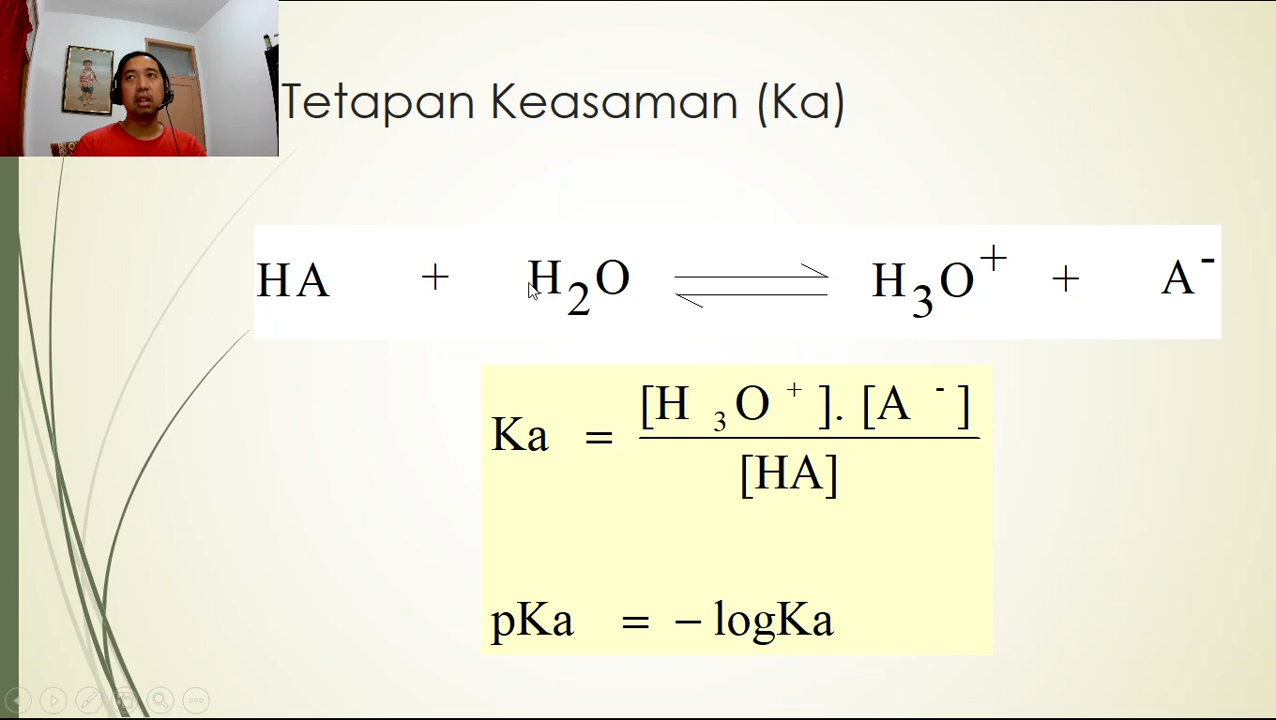 Tetapan Keasaman (Ka)
HA + H₂O ⇌ H₃O⁺ + A⁻
Ka = [H₃O⁺].[A⁻] / [HA]
pKa = − logKa